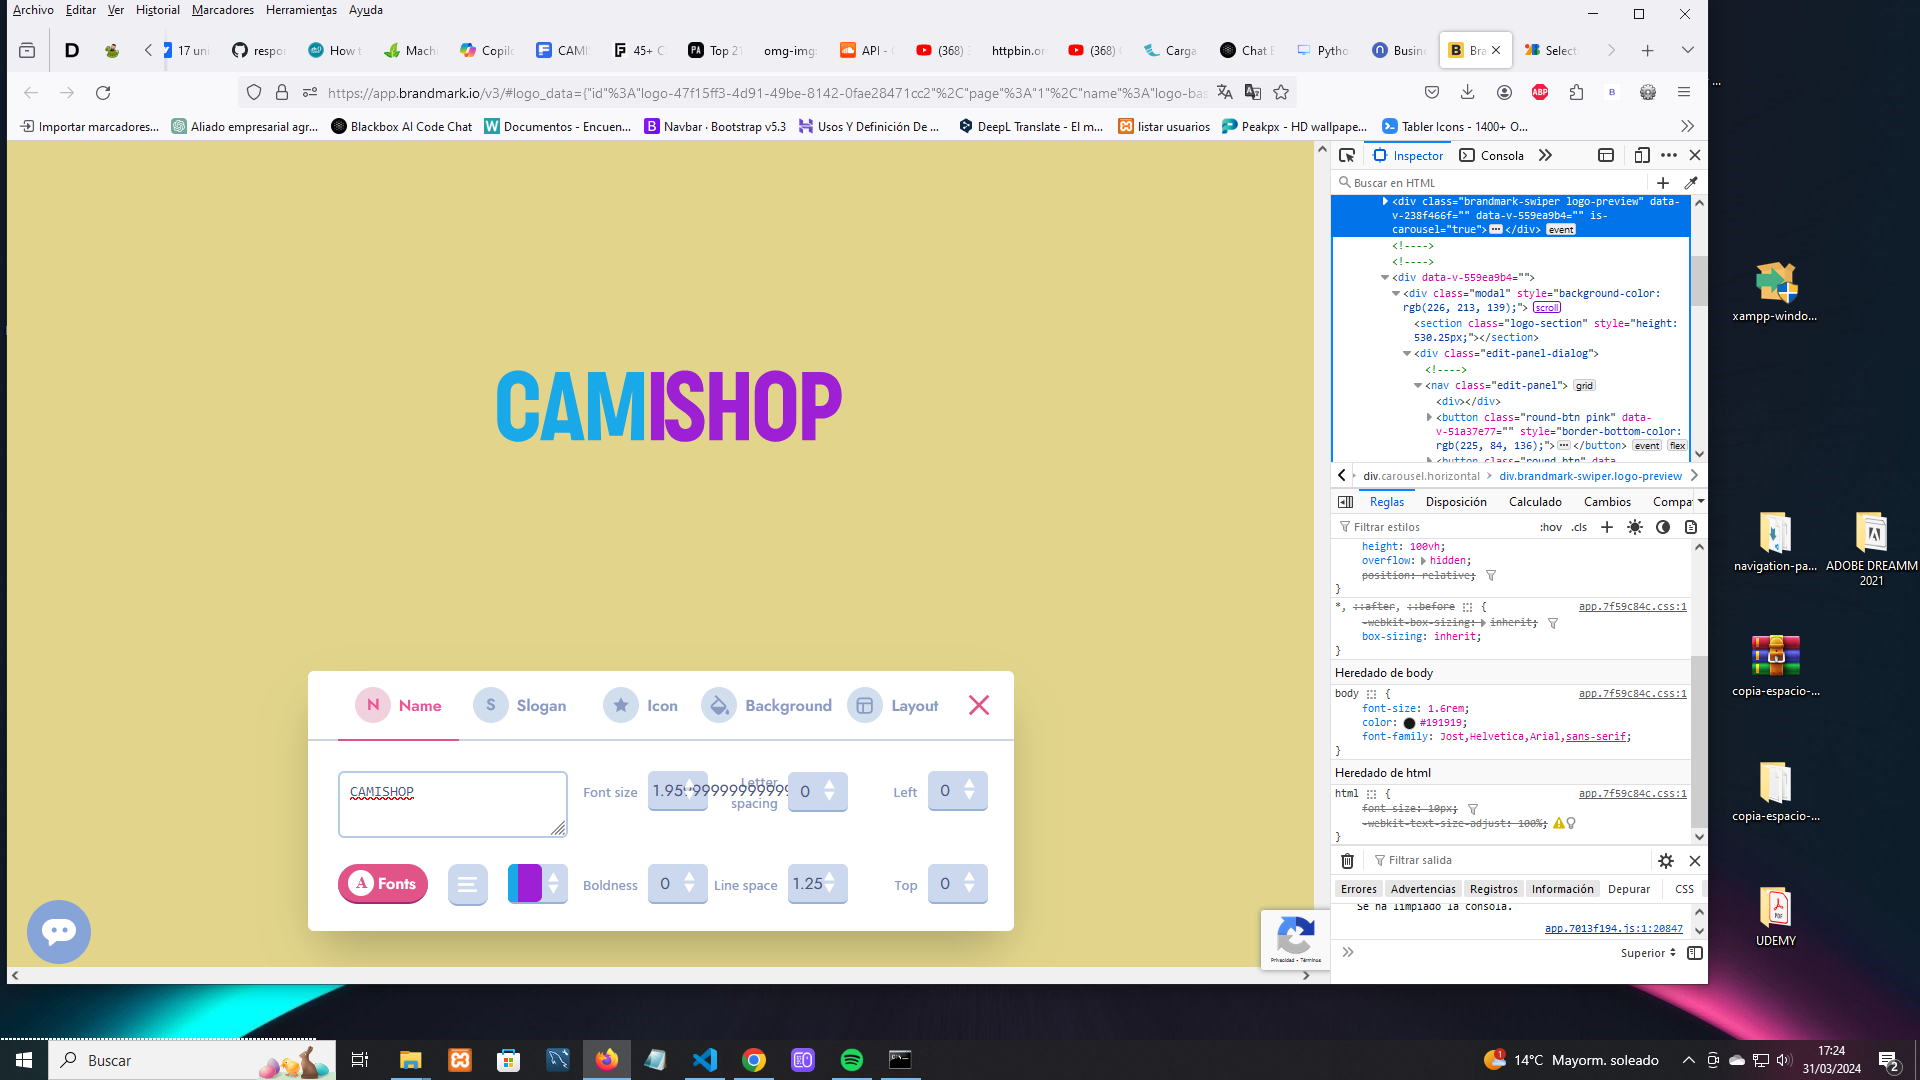 Archivo Editar Ver Historial Marcadores Herramientas Ayuda
D 17 un respon How t Machi Copilo CAMI 45+ C Top 21 omg-img: API - C (368) httpbin.or (368) Carga Chat B Python Busin Bra Select
https://app.brandmark.io/v3/#logo_data={"id"%3A"logo-47f15ff3-4d91-49be-8142-0fae28471cc2"%2C"page"%3A"1"%2C"name"%3A"logo-bas
Importar marcadores... Aliado empresarial agr... Blackbox AI Code Chat Documentos - Encuen... Navbar · Bootstrap v5.3 Usos Y Definición De ... DeepL Translate - El m... listar usuarios Peakpx - HD wallpape... Tabler Icons - 1400+ O...
CAMISHOP
N Name S Slogan Icon Background Layout
CAMISHOP
Font size
Letter
spacing 0
Left 0
A Fonts
Boldness 0
Line space 1.25
Top 0
Privacidad • Términos
Inspector Consola
Buscar en HTML
<div class="brandmark-swiper logo-preview" data-
v-238f466f="" data-v-559ea9b4="" is-
carousel="true"> ••• </div> event
<!---->
<!---->
<div data-v-559ea9b4="">
<div class="modal" style="background-color:
rgb(226, 213, 139);"> scroll
<section class="logo-section" style="height:
530.25px;"></section>
<div class="edit-panel-dialog">
<!---->
<nav class="edit-panel"> grid
<div></div>
<button class="round-btn pink" data-
v-51a37e77="" style="border-bottom-color:
rgb(225, 84, 136);"> ••• </button> event flex
<button class="round-btn" data-
div.carousel.horizontal > div.brandmark-swiper.logo-preview
Reglas Disposición Calculado Cambios Compa
Filtrar estilos :hov .cls
height: 100vh;
overflow: hidden;
position: relative;
}
*, ::after, ::before { app.7f59c84c.css:1
-webkit-box-sizing: inherit;
box-sizing: inherit;
}
Heredado de body
body { app.7f59c84c.css:1
font-size: 1.6rem;
color: #191919;
font-family: Jost,Helvetica,Arial,sans-serif;
}
Heredado de html
html { app.7f59c84c.css:1
font-size: 10px;
-webkit-text-size-adjust: 100%;
}
Filtrar salida
Errores Advertencias Registros Información Depurar CSS
Se ha limpiado la consola.
app.7013f194.js:1:20847
Superior
xampp-windo...
navigation-pa...
ADOBE DREAMM
2021
copia-espacio-...
copia-espacio-...
UDEMY
Buscar
14°C Mayorm. soleado
17:24
31/03/2024
2